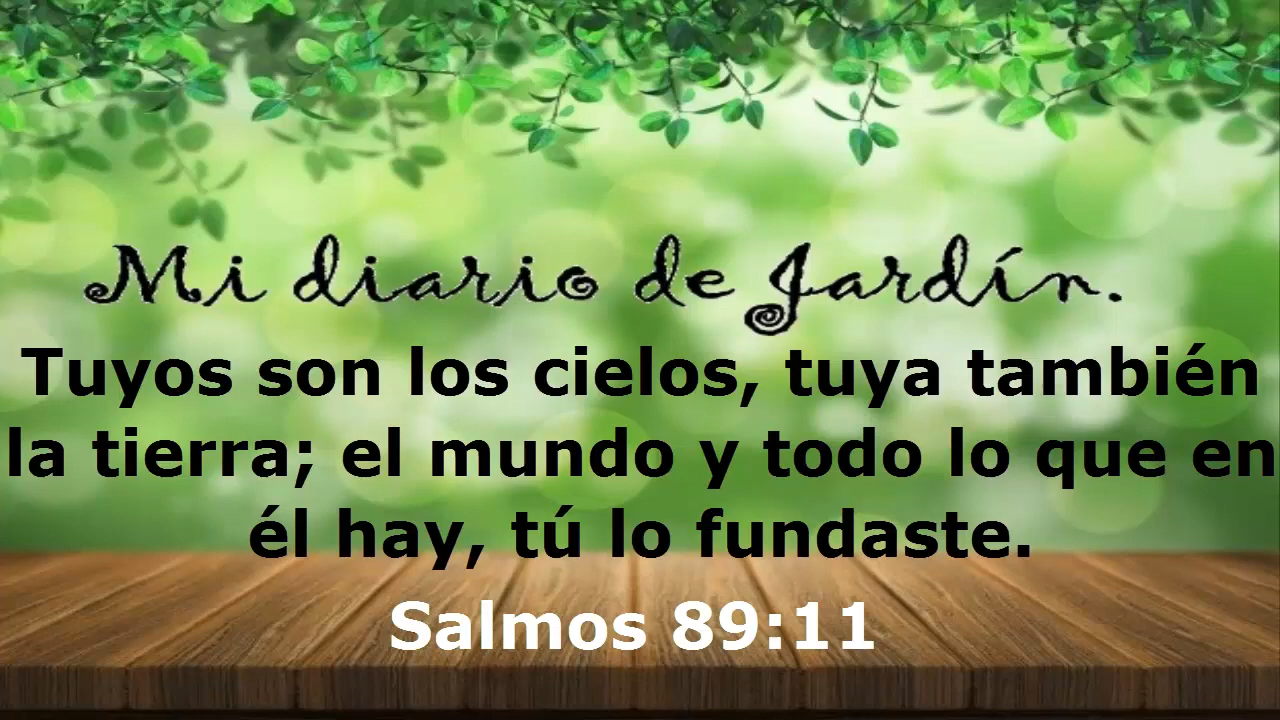 Mi diario de Jardín.
Tuyos son los cielos, tuya también
la tierra; el mundo y todo lo que en
él hay, tú lo fundaste.
Salmos 89:11